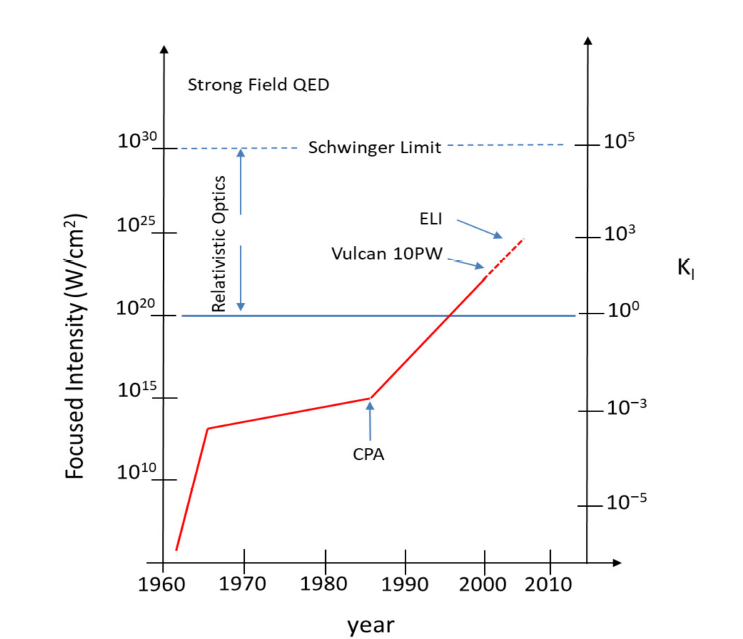 Strong Field QED
10³⁰
Schwinger Limit
10⁵
Relativistic Optics
ELI
10²⁵
10³
Vulcan 10PW
Focused Intensity (W/cm²)
K_I
10²⁰
10⁰
10¹⁵
10⁻³
CPA
10¹⁰
10⁻⁵
1960 1970 1980 1990 2000 2010
year